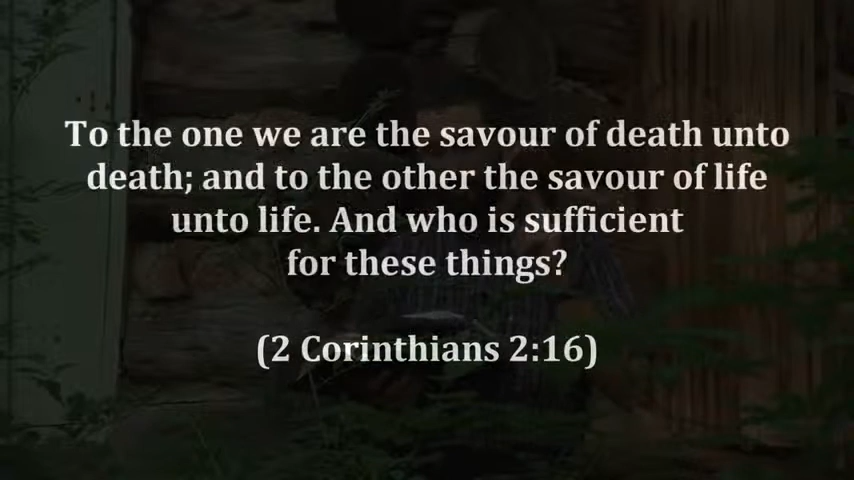 To the one we are the savour of death unto
death; and to the other the savour of life
unto life. And who is sufficient
for these things?
(2 Corinthians 2:16)